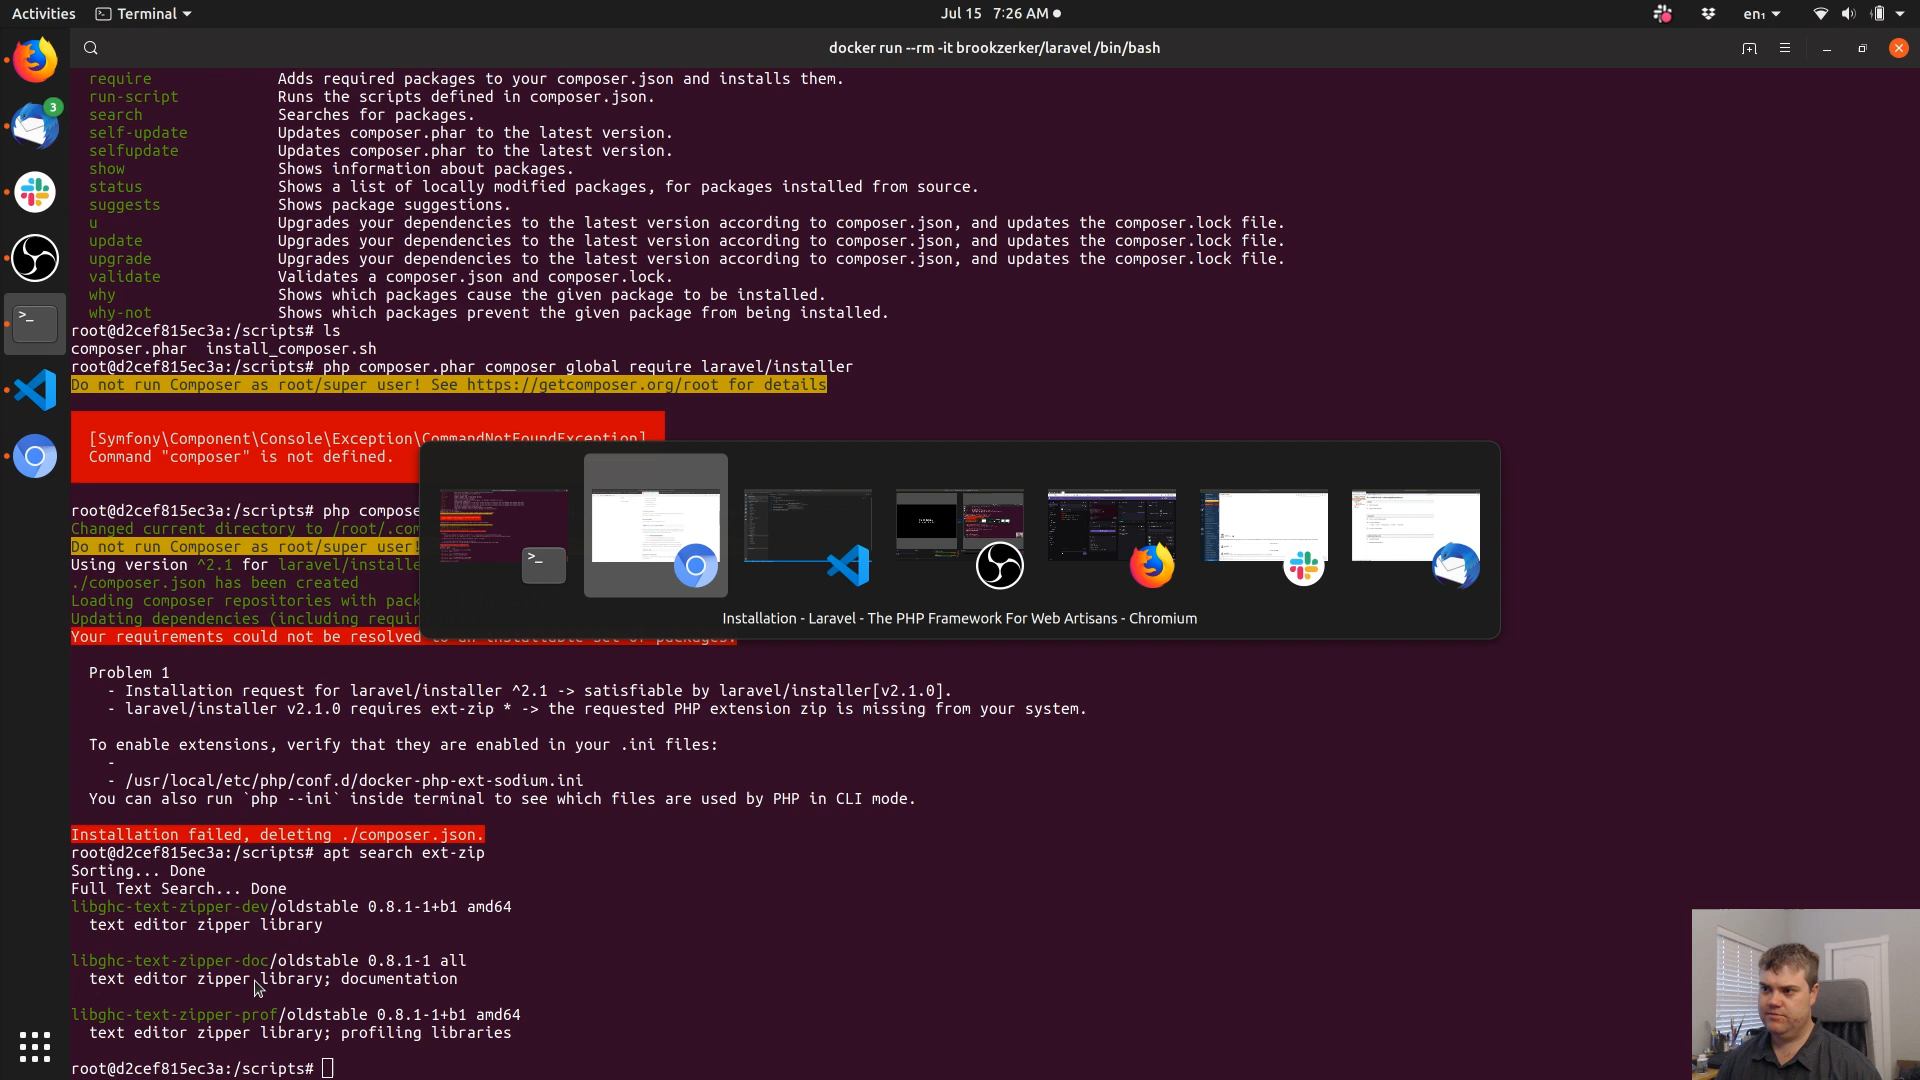 Activities
Terminal
Jul 15 7:26 AM
en₁
docker run --rm -it brookzerker/laravel /bin/bash
3
require Adds required packages to your composer.json and installs them.
run-script Runs the scripts defined in composer.json.
search Searches for packages.
self-update Updates composer.phar to the latest version.
selfupdate Updates composer.phar to the latest version.
show Shows information about packages.
status Shows a list of locally modified packages, for packages installed from source.
suggests Shows package suggestions.
u Upgrades your dependencies to the latest version according to composer.json, and updates the composer.lock file.
update Upgrades your dependencies to the latest version according to composer.json, and updates the composer.lock file.
upgrade Upgrades your dependencies to the latest version according to composer.json, and updates the composer.lock file.
validate Validates a composer.json and composer.lock.
why Shows which packages cause the given package to be installed.
why-not Shows which packages prevent the given package from being installed.
root@d2cef815ec3a:/scripts# ls
composer.phar install_composer.sh
root@d2cef815ec3a:/scripts# php composer.phar composer global require laravel/installer
Do not run Composer as root/super user! See https://getcomposer.org/root for details
[Symfony\Component\Console\Exception\CommandNotFoundException]
Command "composer" is not defined.
root@d2cef815ec3a:/scripts# php compose
Changed current directory to /root/.com
Do not run Composer as root/super user!
Using version ^2.1 for laravel/installe
./composer.json has been created
Loading composer repositories with pack
Updating dependencies (including requir
Installation - Laravel - The PHP Framework For Web Artisans - Chromium
Your requirements could not be resolved to an installable set of packages.
Problem 1
- Installation request for laravel/installer ^2.1 -> satisfiable by laravel/installer[v2.1.0].
- laravel/installer v2.1.0 requires ext-zip * -> the requested PHP extension zip is missing from your system.
To enable extensions, verify that they are enabled in your .ini files:
-
- /usr/local/etc/php/conf.d/docker-php-ext-sodium.ini
You can also run `php --ini` inside terminal to see which files are used by PHP in CLI mode.
Installation failed, deleting ./composer.json.
root@d2cef815ec3a:/scripts# apt search ext-zip
Sorting... Done
Full Text Search... Done
libghc-text-zipper-dev/oldstable 0.8.1-1+b1 amd64
text editor zipper library
libghc-text-zipper-doc/oldstable 0.8.1-1 all
text editor zipper library; documentation
libghc-text-zipper-prof/oldstable 0.8.1-1+b1 amd64
text editor zipper library; profiling libraries
root@d2cef815ec3a:/scripts#